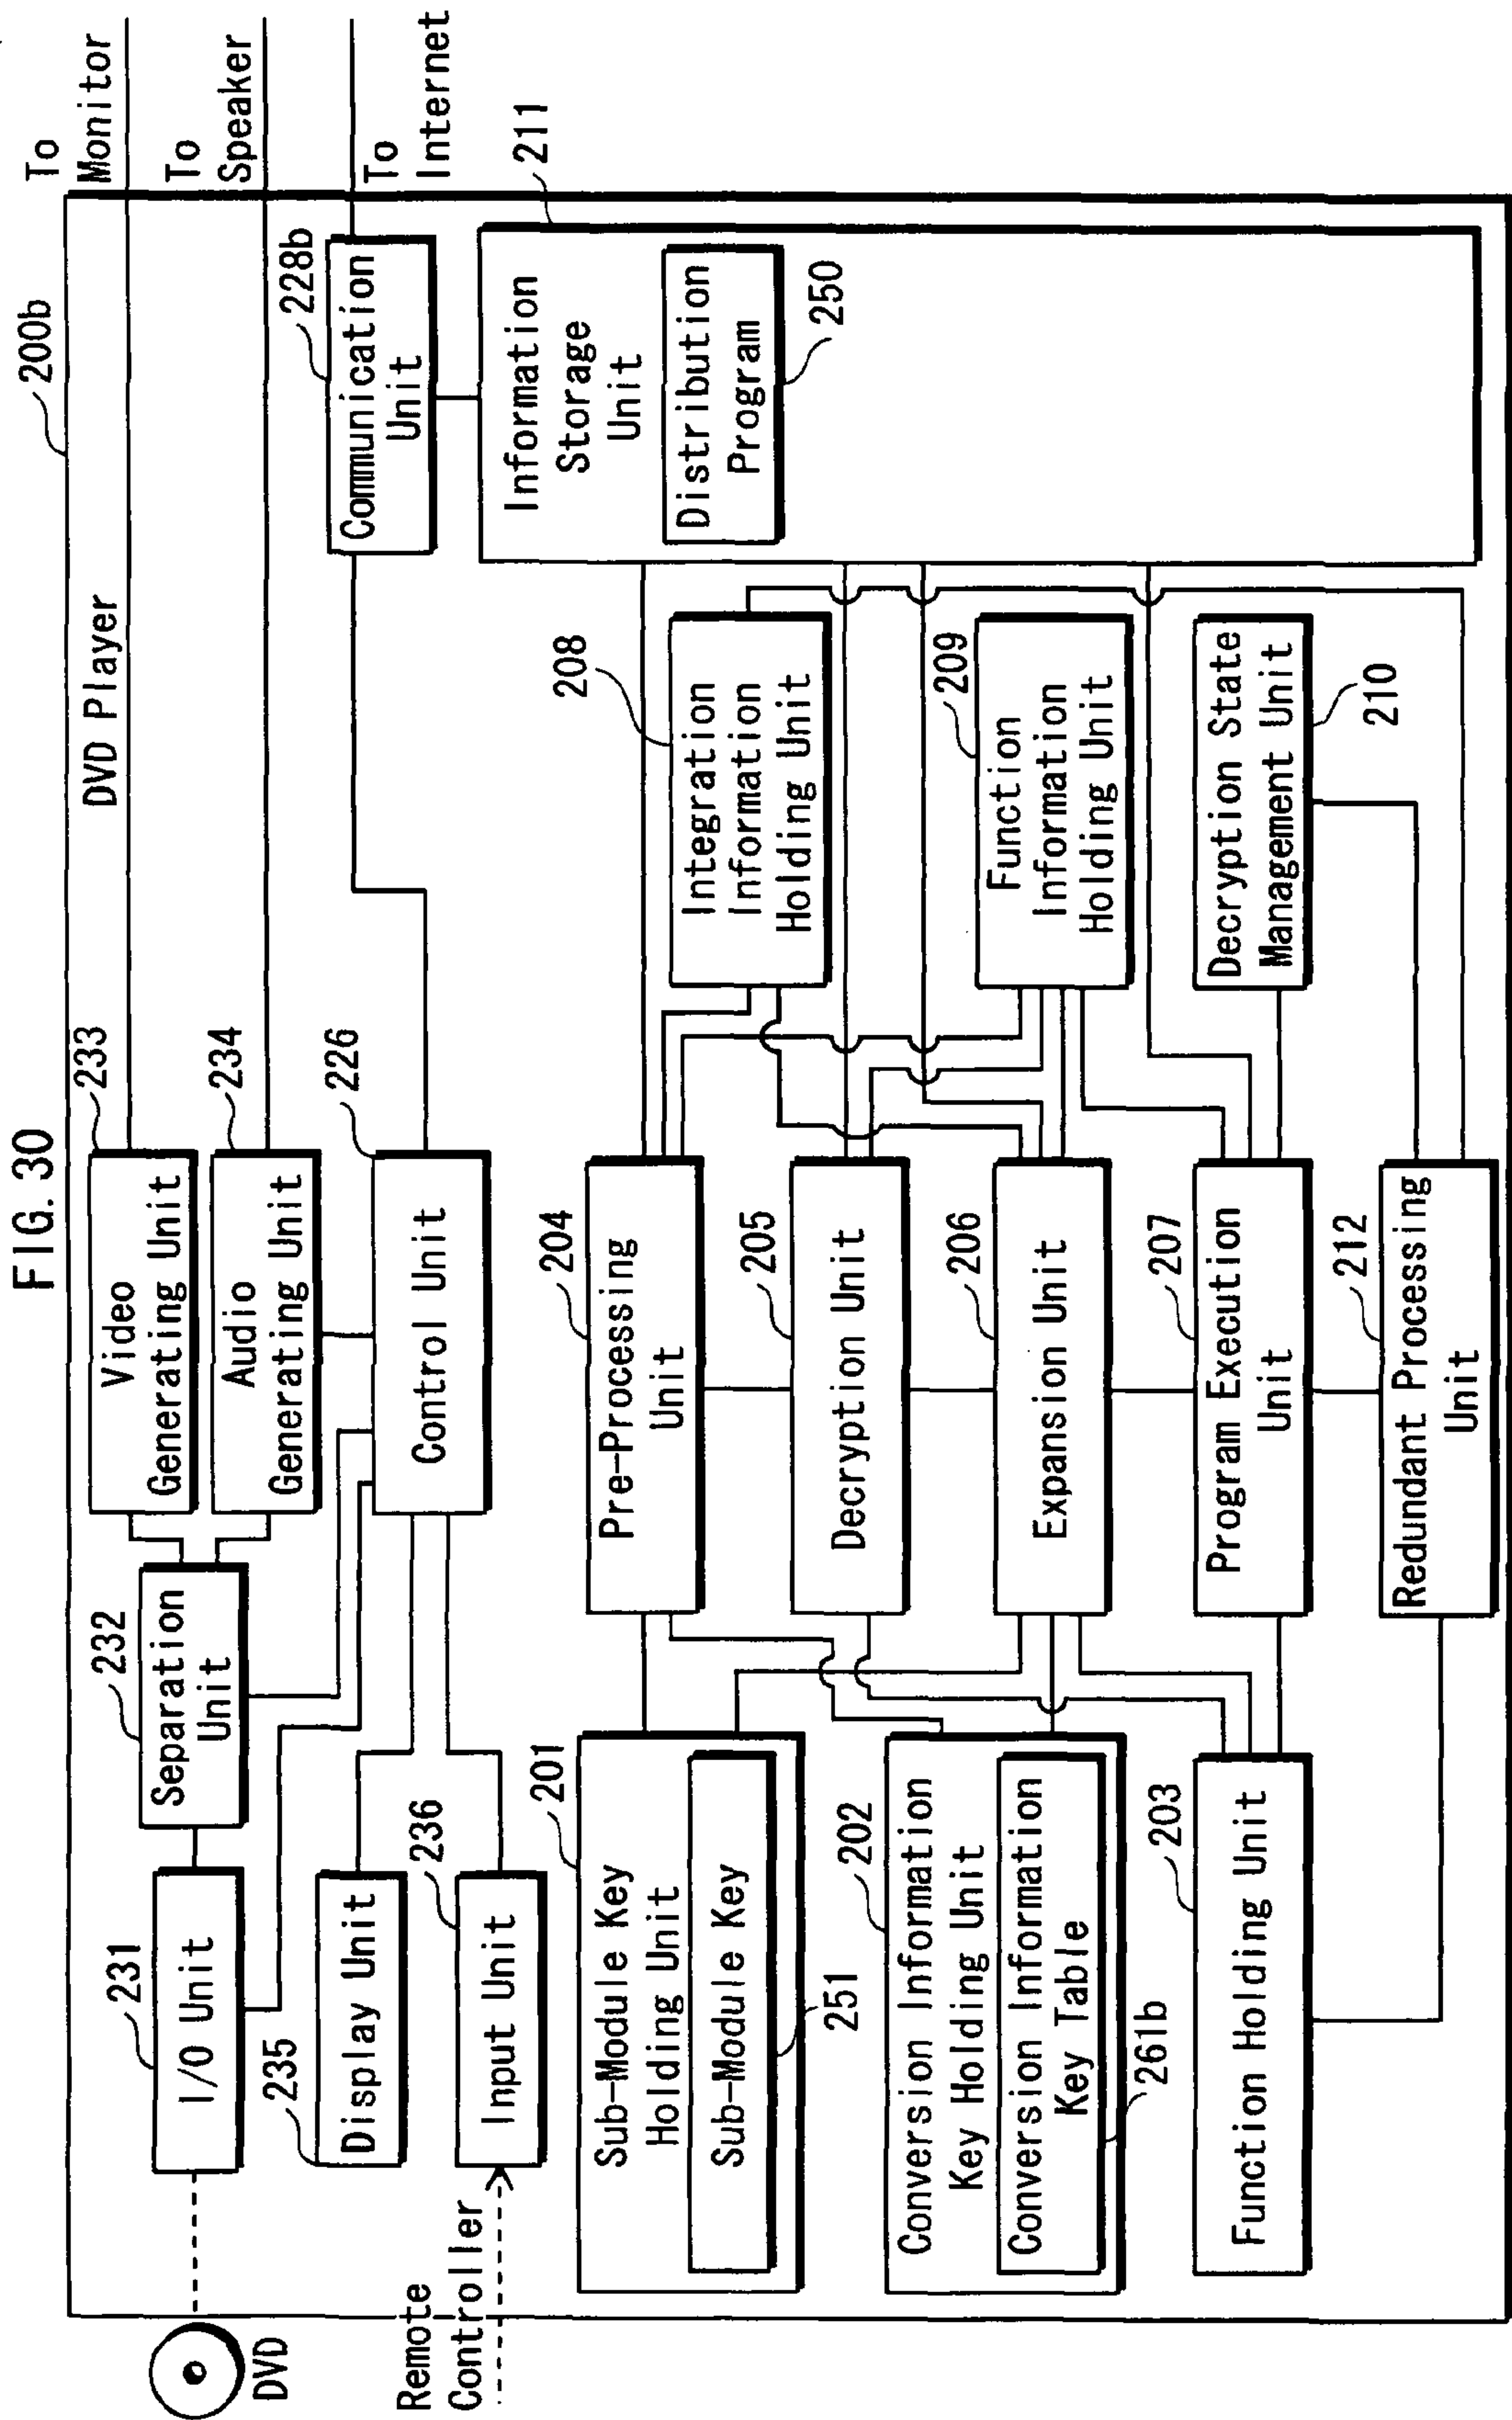 FIG. 30
200b
DVD Player
To
Monitor
To
Speaker
To
Internet
DVD
231
I/O Unit
232
Separation
Unit
233
Video
Generating Unit
234
Audio
Generating Unit
226
Control Unit
228b
Communication
Unit
235
Display Unit
236
Input Unit
Remote
Controller
201
Sub-Module Key
Holding Unit
Sub-Module Key
251
202
Conversion Information
Key Holding Unit
Conversion Information
Key Table
261b
203
Function Holding Unit
204
Pre-Processing
Unit
205
Decryption Unit
206
Expansion Unit
207
Program Execution
Unit
212
Redundant Processing
Unit
208
Integration
Information
Holding Unit
209
Function
Information
Holding Unit
Decryption State
Management Unit
210
211
Information
Storage
Unit
Distribution
Program
250